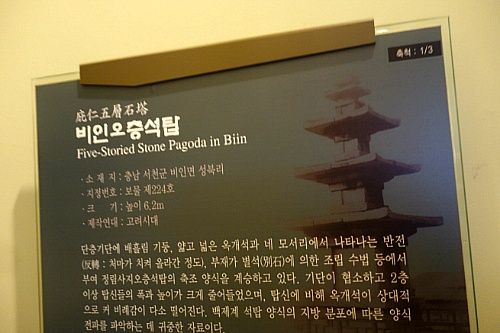 축척 : 1/3
庇仁五層石塔
비인오층석탑
Five-Storied Stone Pagoda in Biin
· 소 재 지 : 충남 서천군 비인면 성북리
· 지정번호 : 보물 제224호
· 크 기 : 높이 6.2m
· 제작연대 : 고려시대
단층기단에 배흘림 기둥, 얇고 넓은 옥개석과 네 모서리에서 나타나는 반전
(反轉 : 처마가 치켜 올라간 정도), 부재가 별석(別石)에 의한 조립 수법 등에서
부여 정림사지오층석탑의 축조 양식을 계승하고 있다. 기단이 협소하고 2층
이상 탑신들의 폭과 높이가 크게 줄어들었으며, 탑신에 비해 옥개석이 상대적
으로 커 비례감이 다소 떨어진다. 백제계 석탑 양식의 지방 분포에 따른 양식
전파를 파악하는 데 귀중한 자료이다.